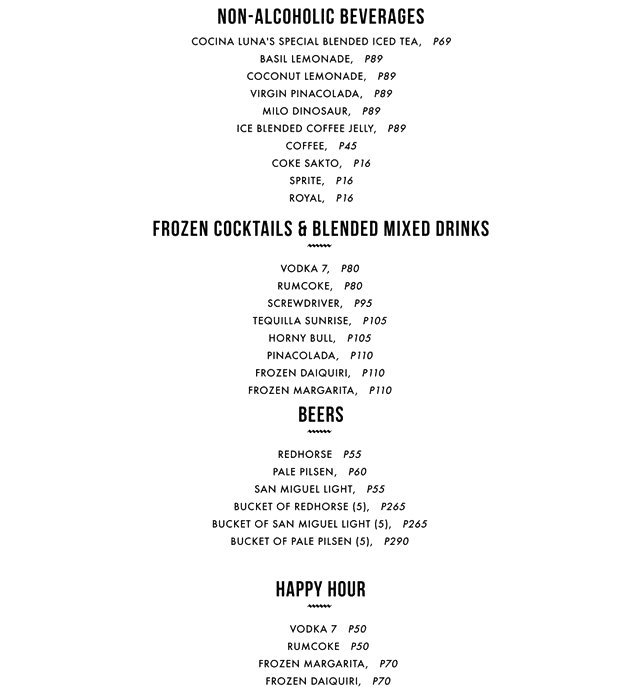 NON-ALCOHOLIC BEVERAGES
COCINA LUNA'S SPECIAL BLENDED ICED TEA, P69
BASIL LEMONADE, P89
COCONUT LEMONADE, P89
VIRGIN PINACOLADA, P89
MILO DINOSAUR, P89
ICE BLENDED COFFEE JELLY, P89
COFFEE, P45
COKE SAKTO, P16
SPRITE, P16
ROYAL, P16
FROZEN COCKTAILS & BLENDED MIXED DRINKS
VODKA 7, P80
RUMCOKE, P80
SCREWDRIVER, P95
TEQUILLA SUNRISE, P105
HORNY BULL, P105
PINACOLADA, P110
FROZEN DAIQUIRI, P110
FROZEN MARGARITA, P110
BEERS
REDHORSE P55
PALE PILSEN, P60
SAN MIGUEL LIGHT, P55
BUCKET OF REDHORSE (5), P265
BUCKET OF SAN MIGUEL LIGHT (5), P265
BUCKET OF PALE PILSEN (5), P290
HAPPY HOUR
VODKA 7 P50
RUMCOKE P50
FROZEN MARGARITA, P70
FROZEN DAIQUIRI, P70